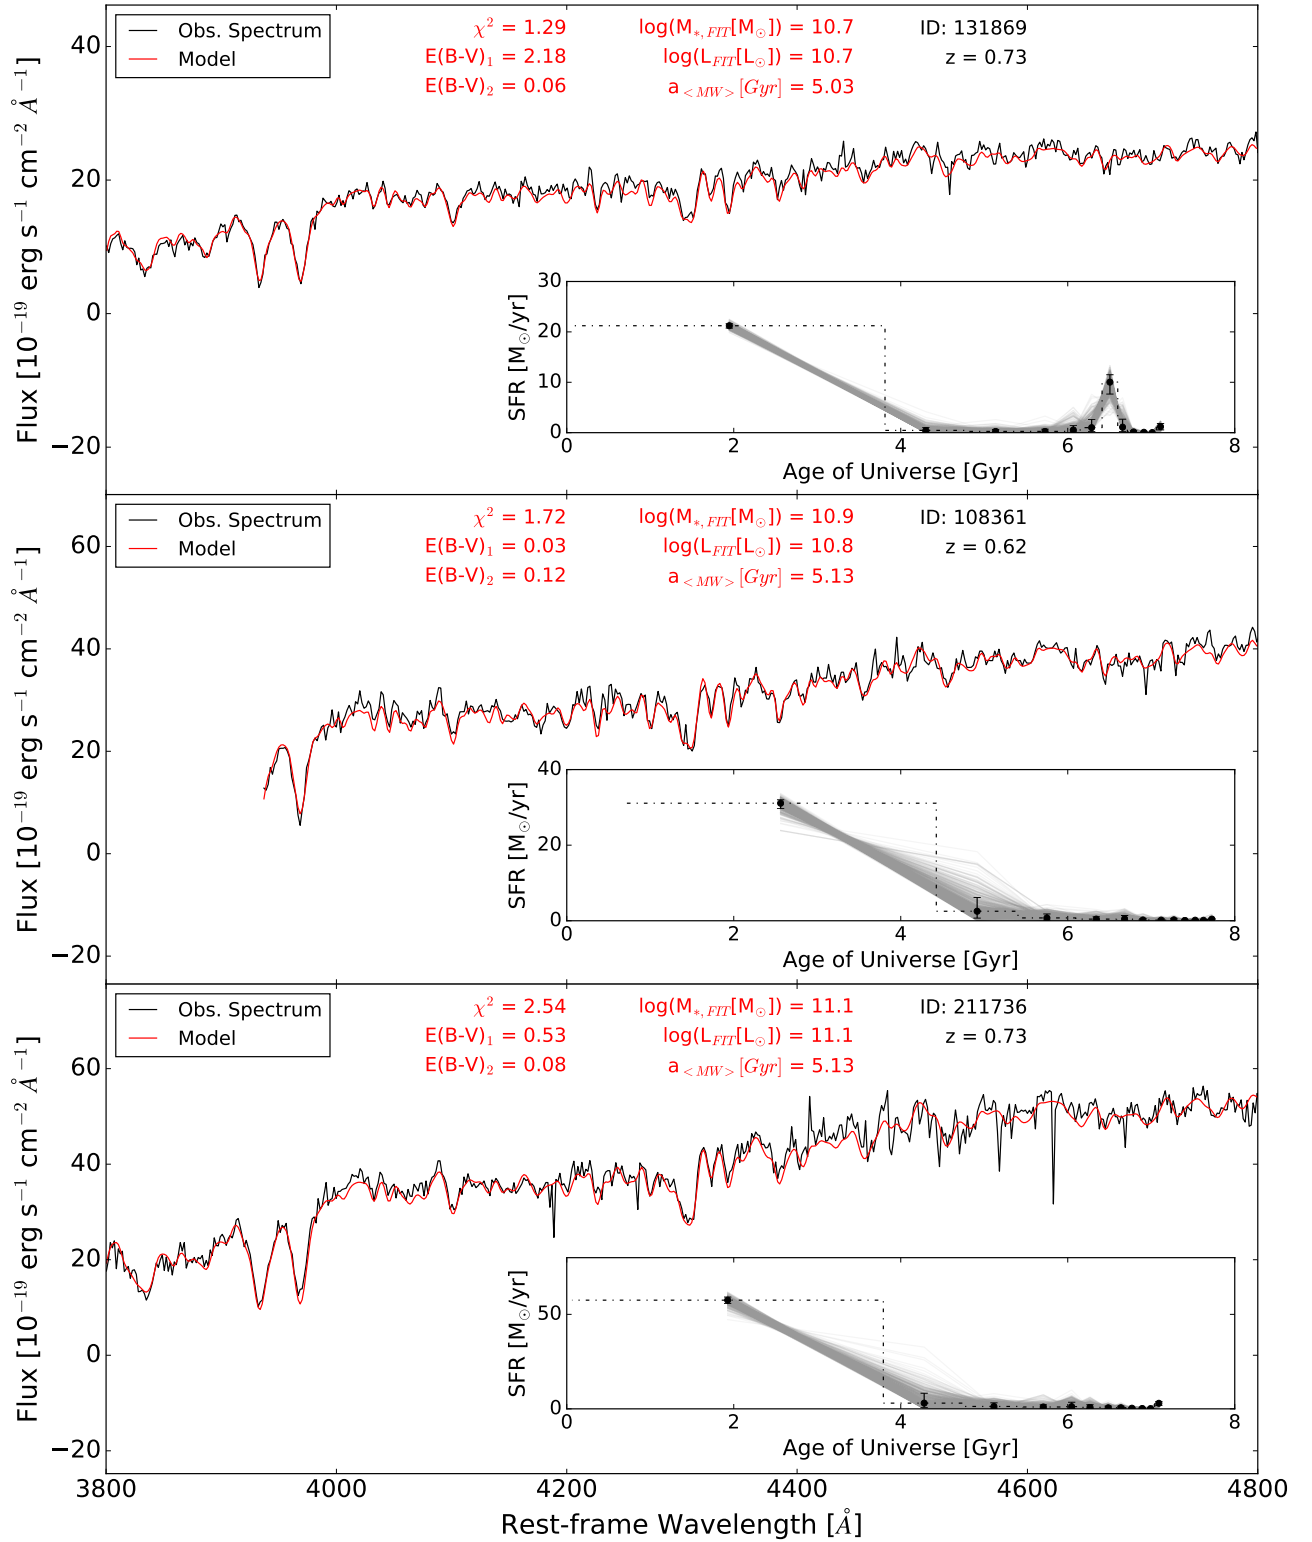 Obs. Spectrum
Model
χ² = 1.29
E(B-V)₁ = 2.18
E(B-V)₂ = 0.06
log(M*,FIT[M☉]) = 10.7
log(LFIT[L☉]) = 10.7
a<MW>[Gyr] = 5.03
ID: 131869
z = 0.73
40
20
0
−20
Flux [10⁻¹⁹ erg s⁻¹ cm⁻² Å⁻¹]
30
20
10
0
SFR [M☉/yr]
0 2 4 6 8
Age of Universe [Gyr]
Obs. Spectrum
Model
χ² = 1.72
E(B-V)₁ = 0.03
E(B-V)₂ = 0.12
log(M*,FIT[M☉]) = 10.9
log(LFIT[L☉]) = 10.8
a<MW>[Gyr] = 5.13
ID: 108361
z = 0.62
60
40
20
0
−20
Flux [10⁻¹⁹ erg s⁻¹ cm⁻² Å⁻¹]
40
20
0
SFR [M☉/yr]
0 2 4 6 8
Age of Universe [Gyr]
Obs. Spectrum
Model
χ² = 2.54
E(B-V)₁ = 0.53
E(B-V)₂ = 0.08
log(M*,FIT[M☉]) = 11.1
log(LFIT[L☉]) = 11.1
a<MW>[Gyr] = 5.13
ID: 211736
z = 0.73
60
40
20
0
−20
Flux [10⁻¹⁹ erg s⁻¹ cm⁻² Å⁻¹]
50
0
SFR [M☉/yr]
0 2 4 6 8
Age of Universe [Gyr]
3800 4000 4200 4400 4600 4800
Rest-frame Wavelength [Å]